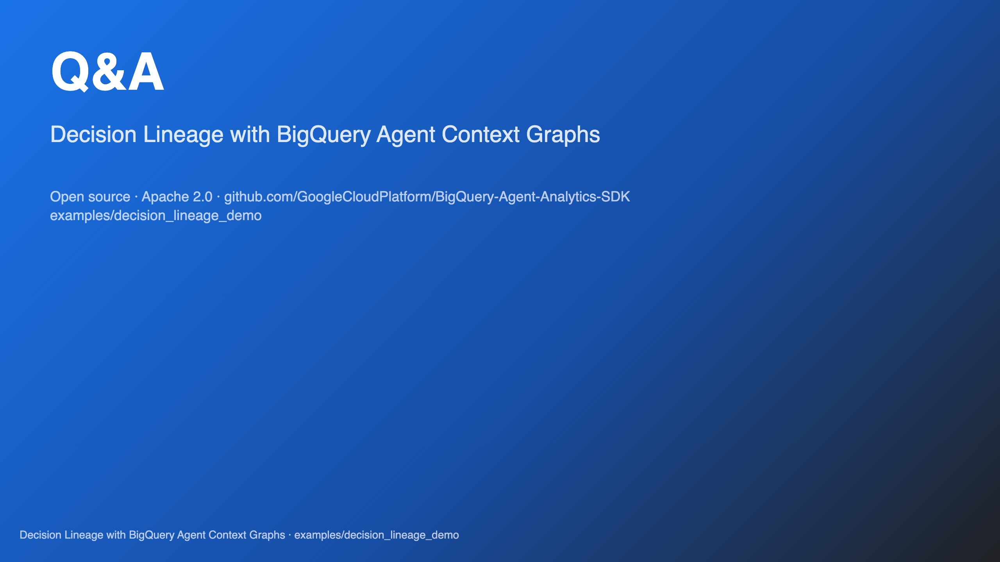 Q&A
Decision Lineage with BigQuery Agent Context Graphs
Open source · Apache 2.0 · github.com/GoogleCloudPlatform/BigQuery-Agent-Analytics-SDK
examples/decision_lineage_demo
Decision Lineage with BigQuery Agent Context Graphs · examples/decision_lineage_demo